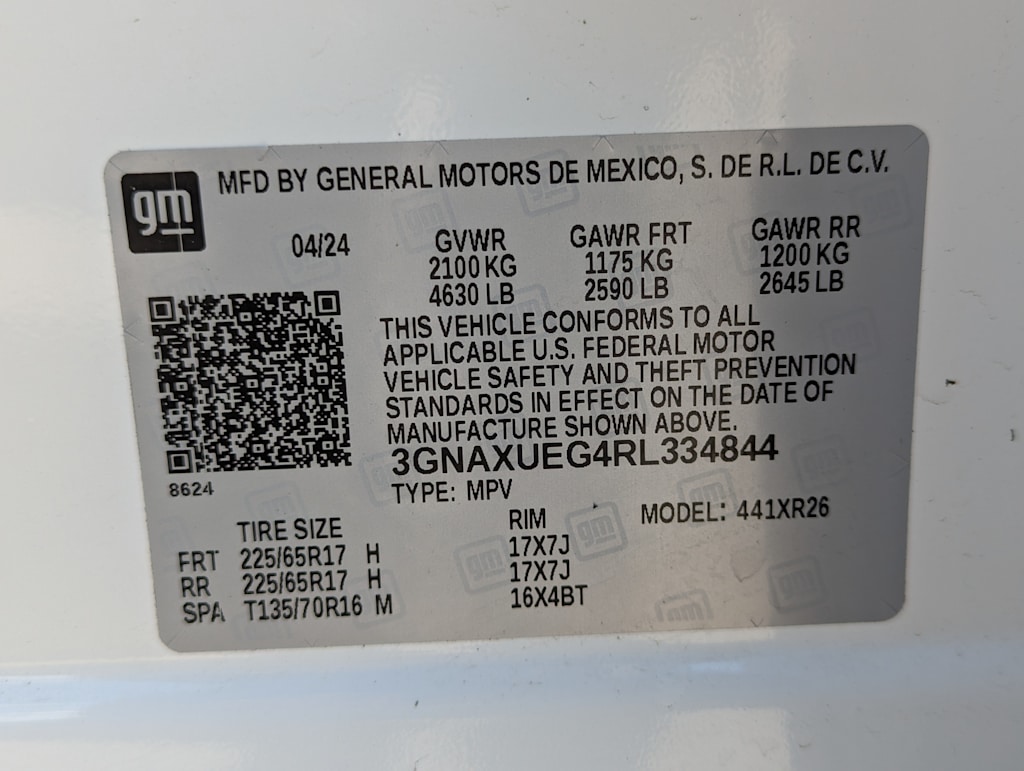 gm
MFD BY GENERAL MOTORS DE MEXICO, S. DE R.L. DE C.V.
04/24
GVWR GAWR FRT GAWR RR
2100 KG 1175 KG 1200 KG
4630 LB 2590 LB 2645 LB
THIS VEHICLE CONFORMS TO ALL
APPLICABLE U.S. FEDERAL MOTOR
VEHICLE SAFETY AND THEFT PREVENTION
STANDARDS IN EFFECT ON THE DATE OF
MANUFACTURE SHOWN ABOVE.
3GNAXUEG4RL334844
8624
TYPE: MPV
TIRE SIZE RIM MODEL: 441XR26
FRT 225/65R17 H 17X7J
RR 225/65R17 H 17X7J
SPA T135/70R16 M 16X4BT